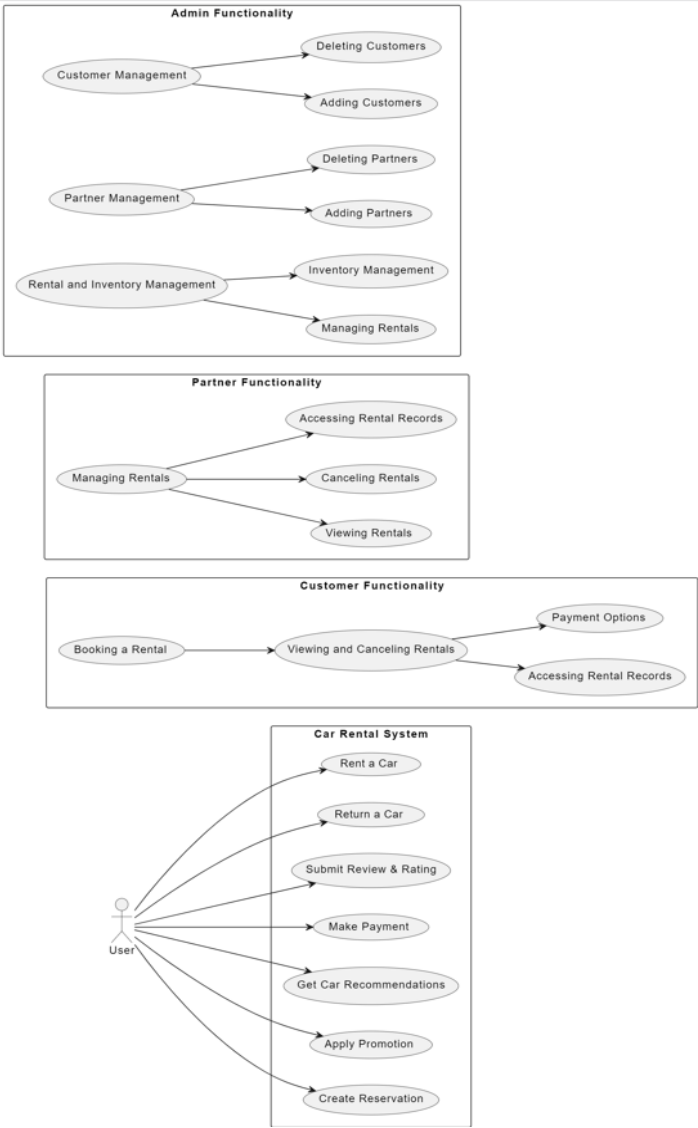 Admin Functionality
Deleting Customers
Customer Management
Adding Customers
Deleting Partners
Partner Management
Adding Partners
Inventory Management
Rental and Inventory Management
Managing Rentals
Partner Functionality
Accessing Rental Records
Managing Rentals
Canceling Rentals
Viewing Rentals
Customer Functionality
Payment Options
Booking a Rental
Viewing and Canceling Rentals
Accessing Rental Records
Car Rental System
Rent a Car
Return a Car
Submit Review & Rating
Make Payment
User
Get Car Recommendations
Apply Promotion
Create Reservation